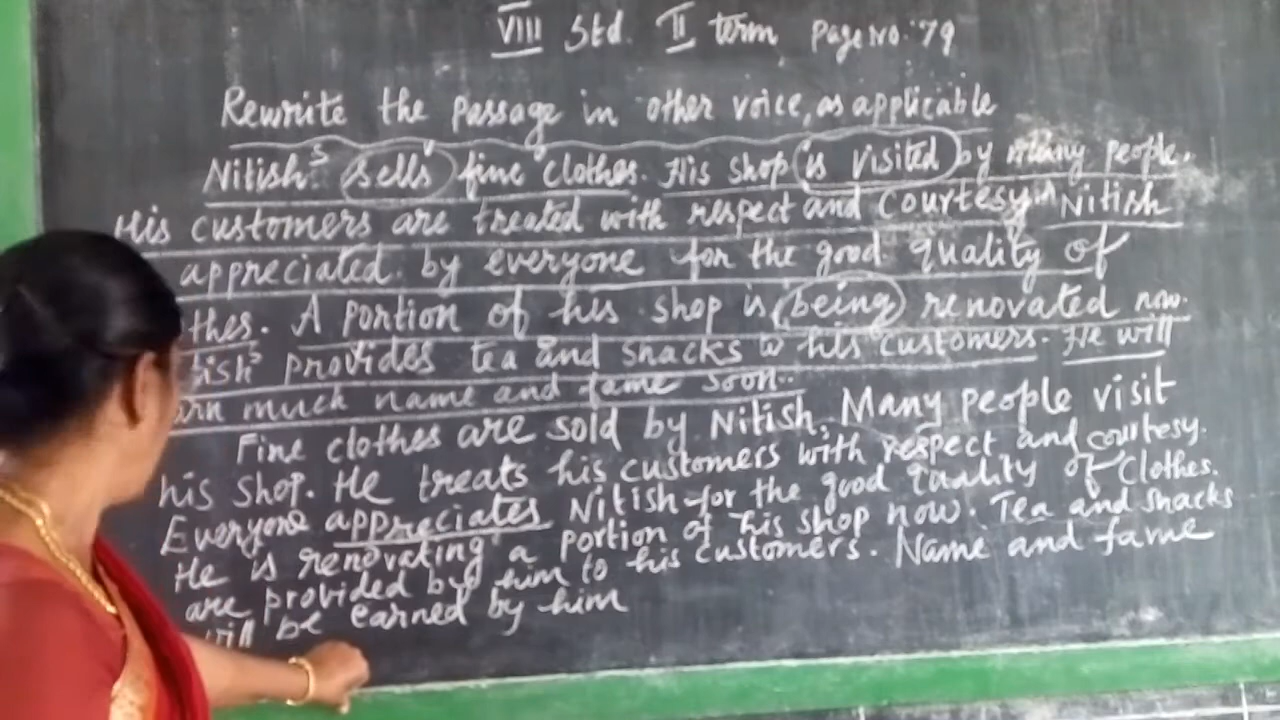 VIII Std. II term Page No: 79
Rewrite the passage in other voice, as applicable
Nitish sells fine clothes. His shop is visited by many people.
His customers are treated with respect and courtesy Nitish
appreciated by everyone for the good quality of
thes. A portion of his shop is being renovated now.
tish provides tea and snacks to his customers. He will
arn much name and fame soon..
Fine clothes are sold by Nitish. Many people visit
his shop. He treats his customers with respect and courtesy.
Everyone appreciates Nitish for the good quality of Clothes.
He is renovating a portion of his shop now. Tea and snacks
are provided by him to his customers. Name and fame
will be earned by him